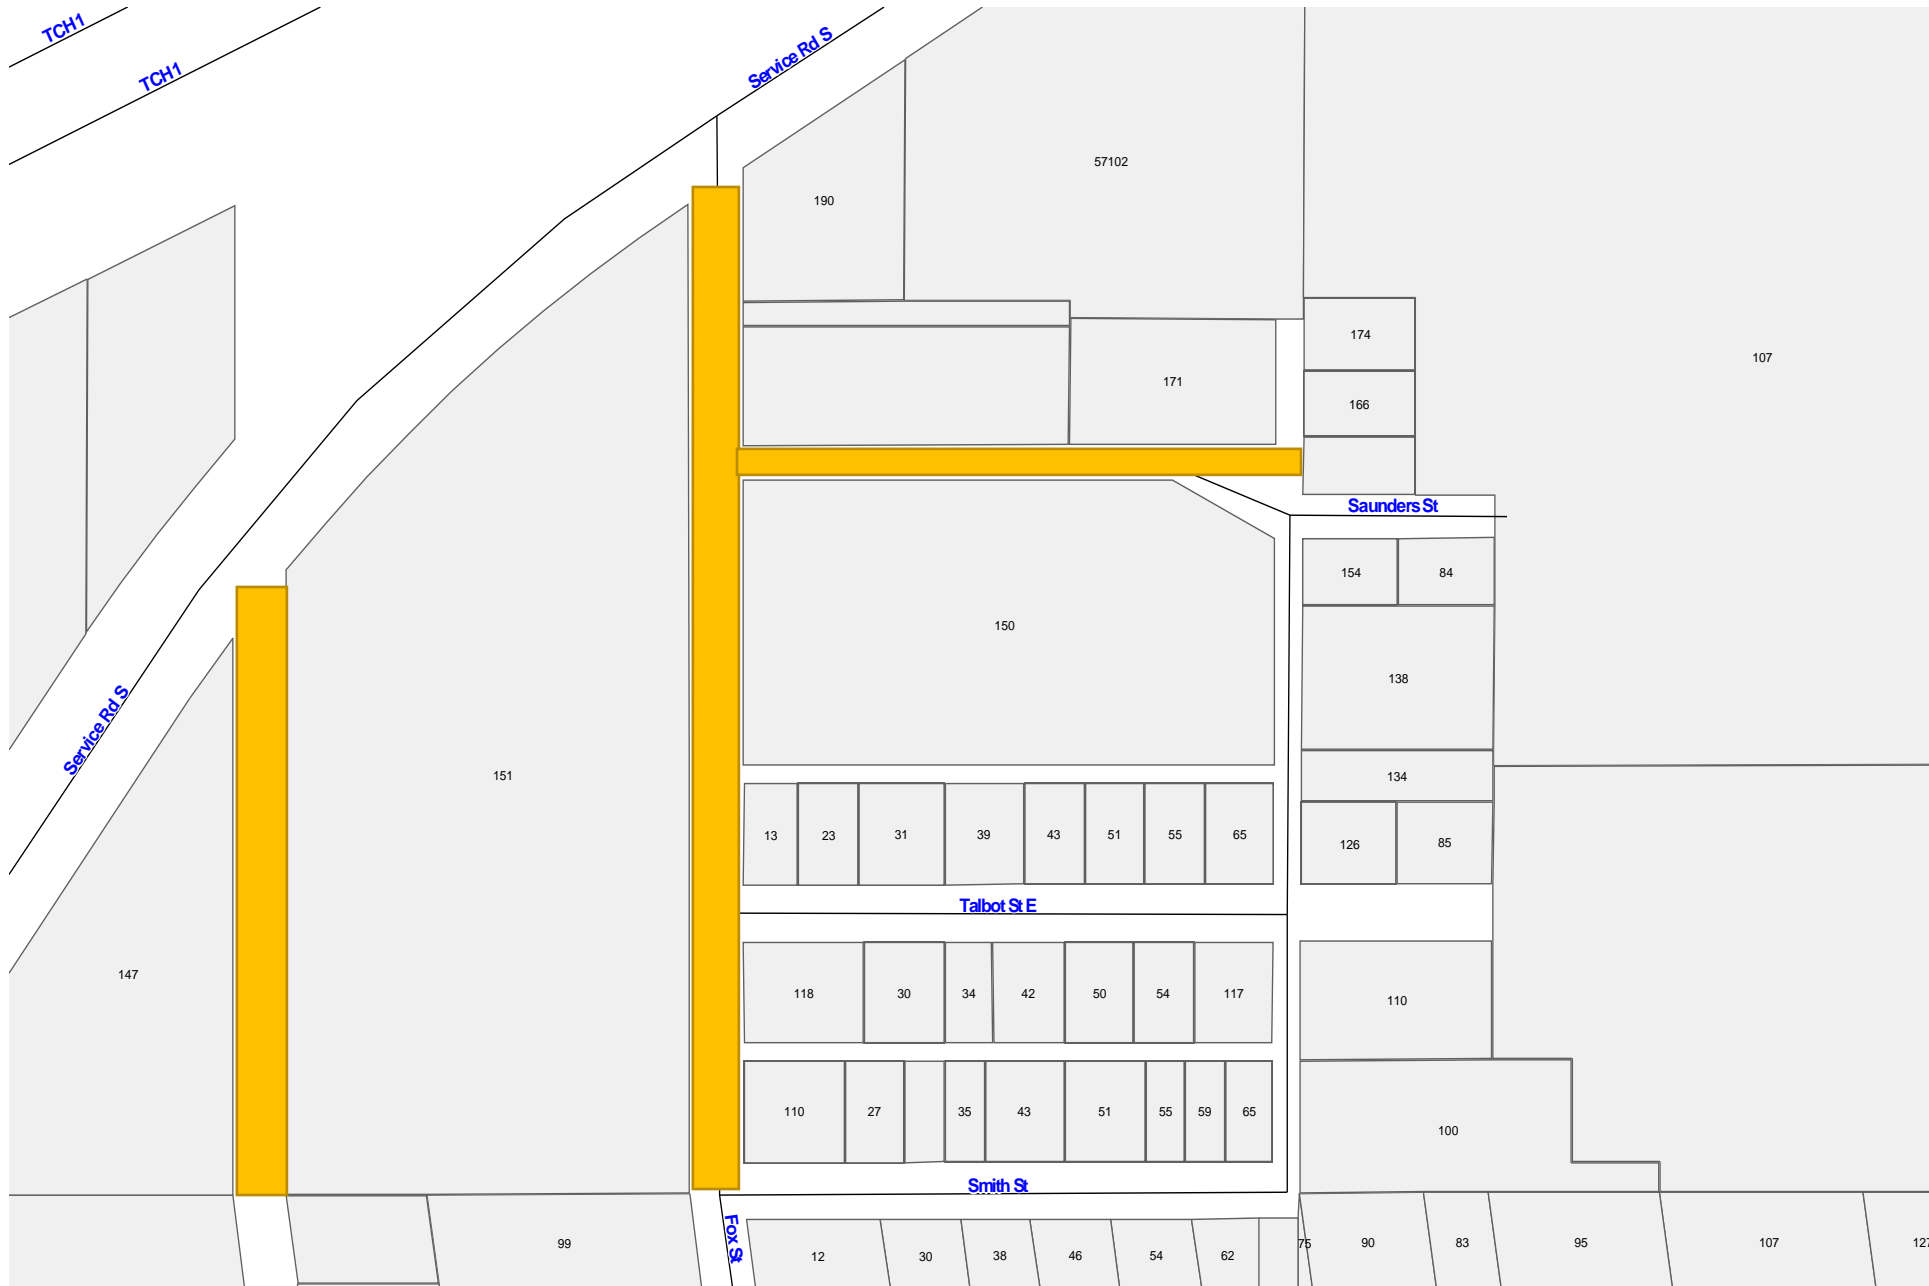 TCH1
TCH1
Service Rd S
57102
190
174
107
171
166
Saunders St
154 84
150
138
Service Rd S
151
134
13 23 31 39 43 51 55 65
126 85
Talbot St E
147
118 30 34 42 50 54 117
110
110 27 35 43 51 55 59 65
100
Smith St
Fox St
99
12 30 38 46 54 62 75 90 83 95 107 127